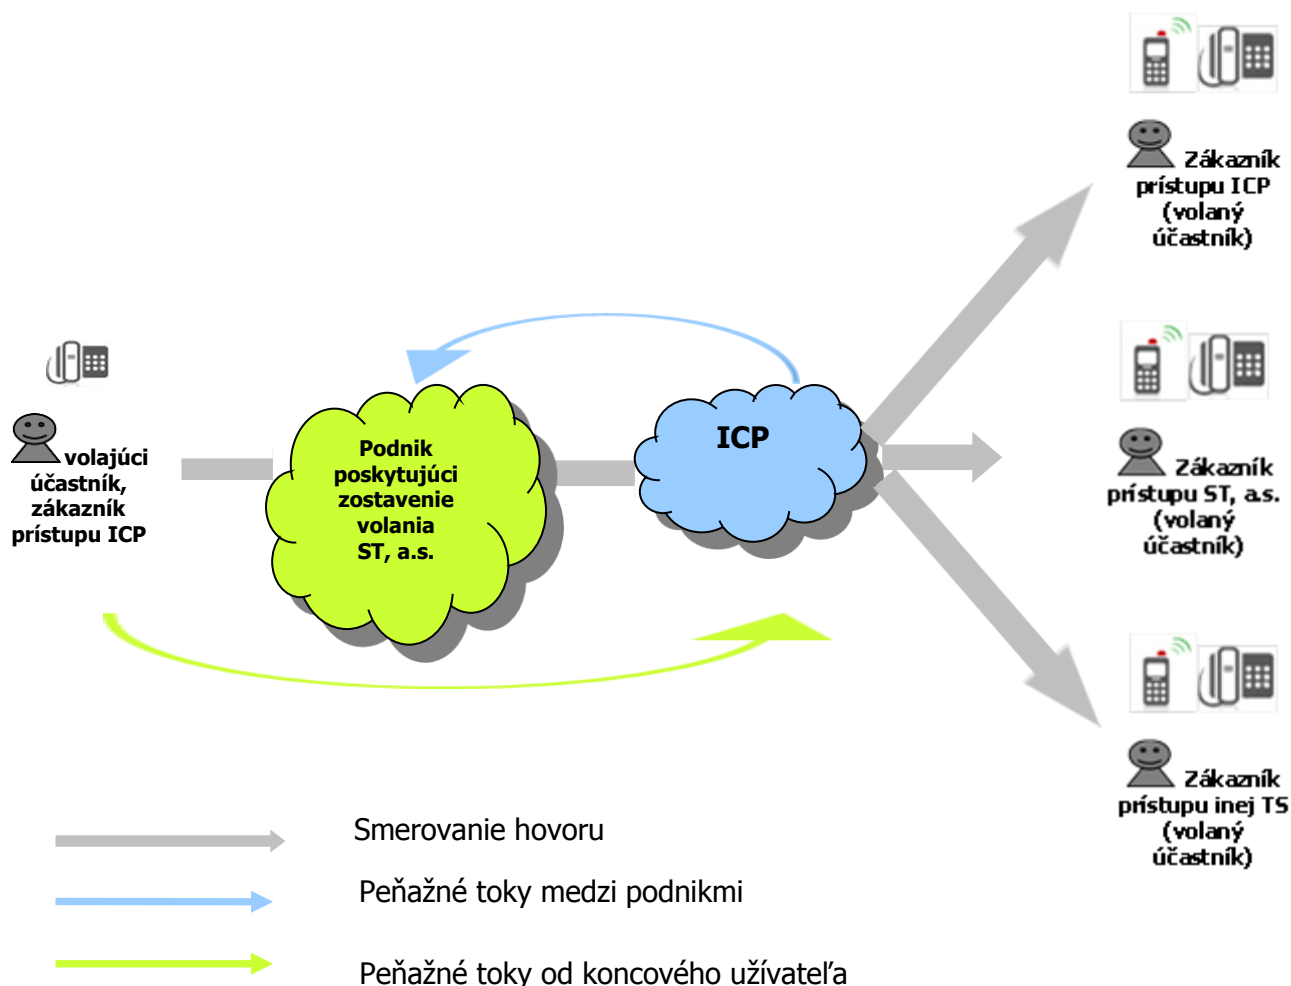 Zákazník
prístupu ICP
(volaný
účastník)
volajúci
účastník,
zákazník
prístupu ICP
Podnik
poskytujúci
zostavenie
volania
ST, a.s.
ICP
Zákazník
prístupu ST, a.s.
(volaný
účastník)
Zákazník
prístupu inej TS
(volaný
účastník)
Smerovanie hovoru
Peňažné toky medzi podnikmi
Peňažné toky od koncového užívateľa